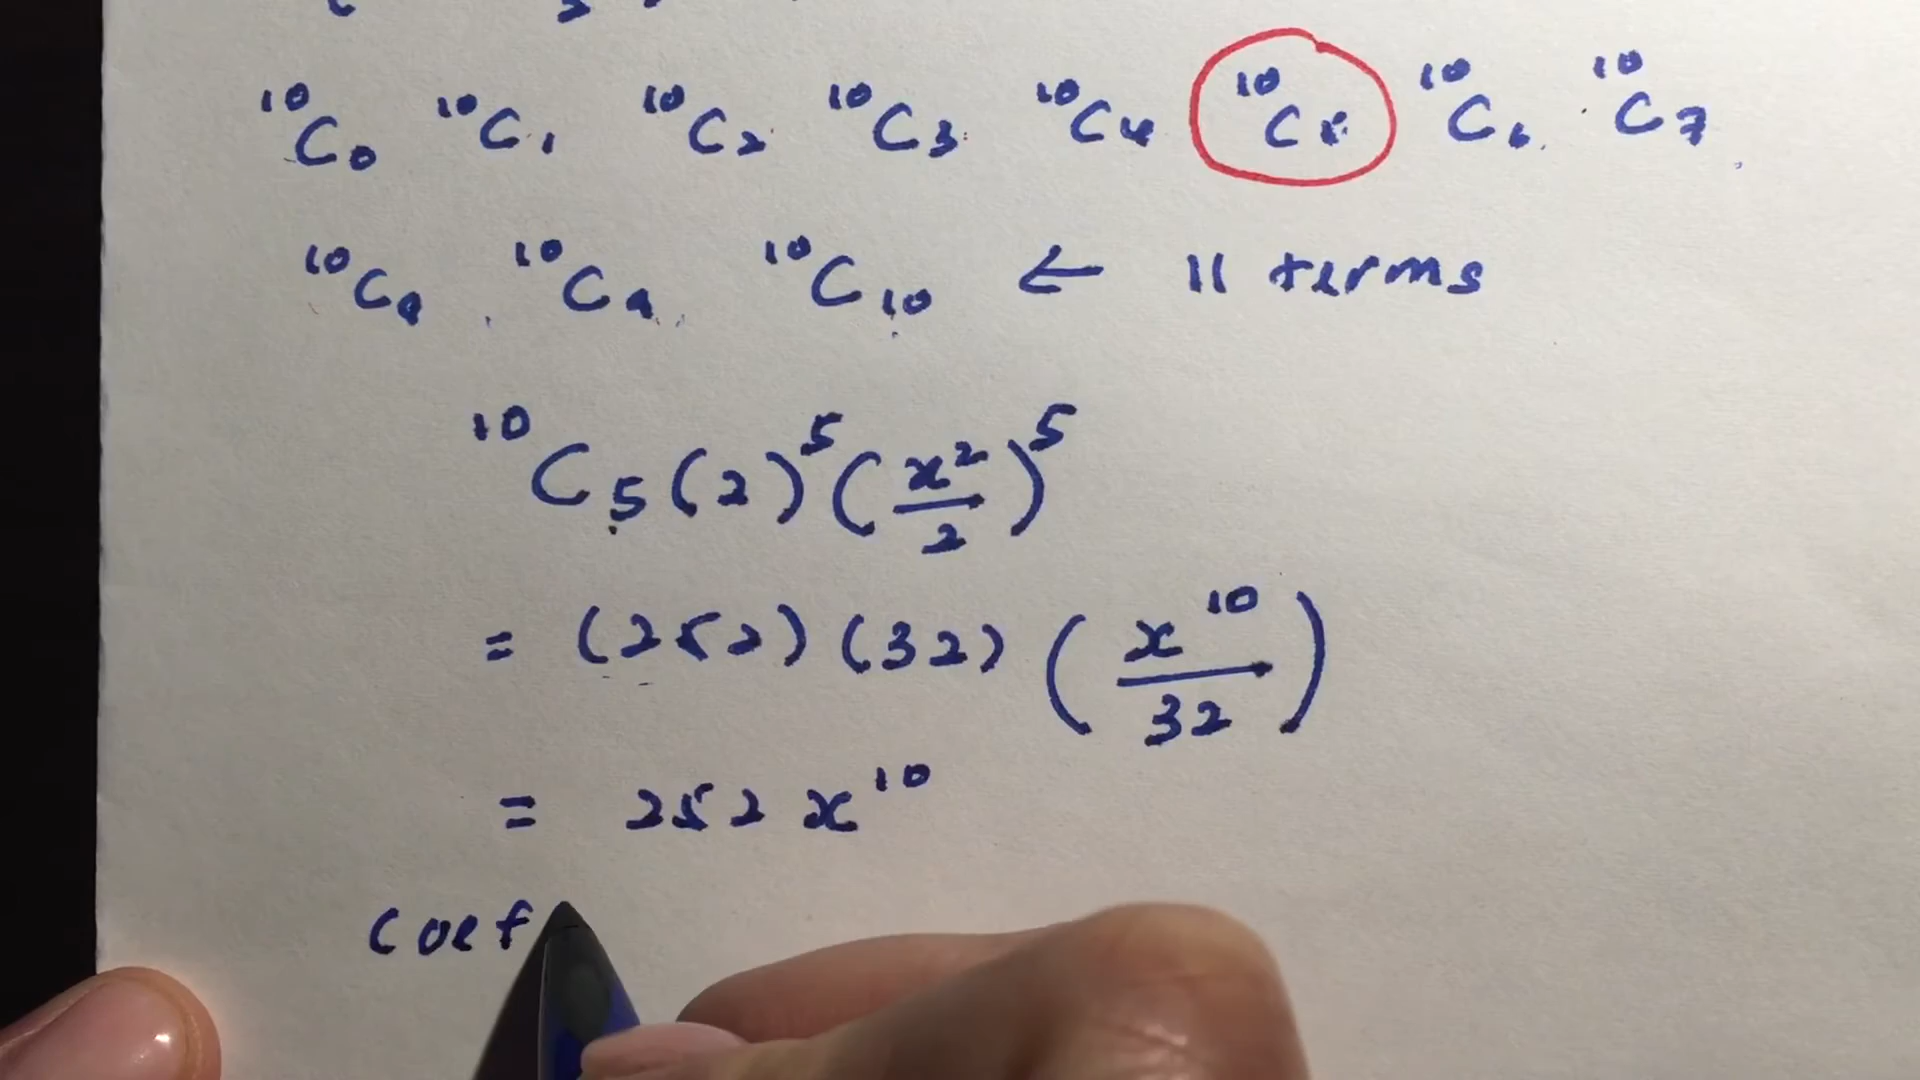 ¹⁰C₀ ¹⁰C₁ ¹⁰C₂ ¹⁰C₃ ¹⁰C₄ ¹⁰C₅ ¹⁰C₆ ¹⁰C₇
¹⁰C₈ ¹⁰C₉ ¹⁰C₁₀ ← 11 terms
¹⁰C₅(2)⁵(x²/2)⁵
= (252)(32)(x¹⁰/32)
= 252x¹⁰
coef